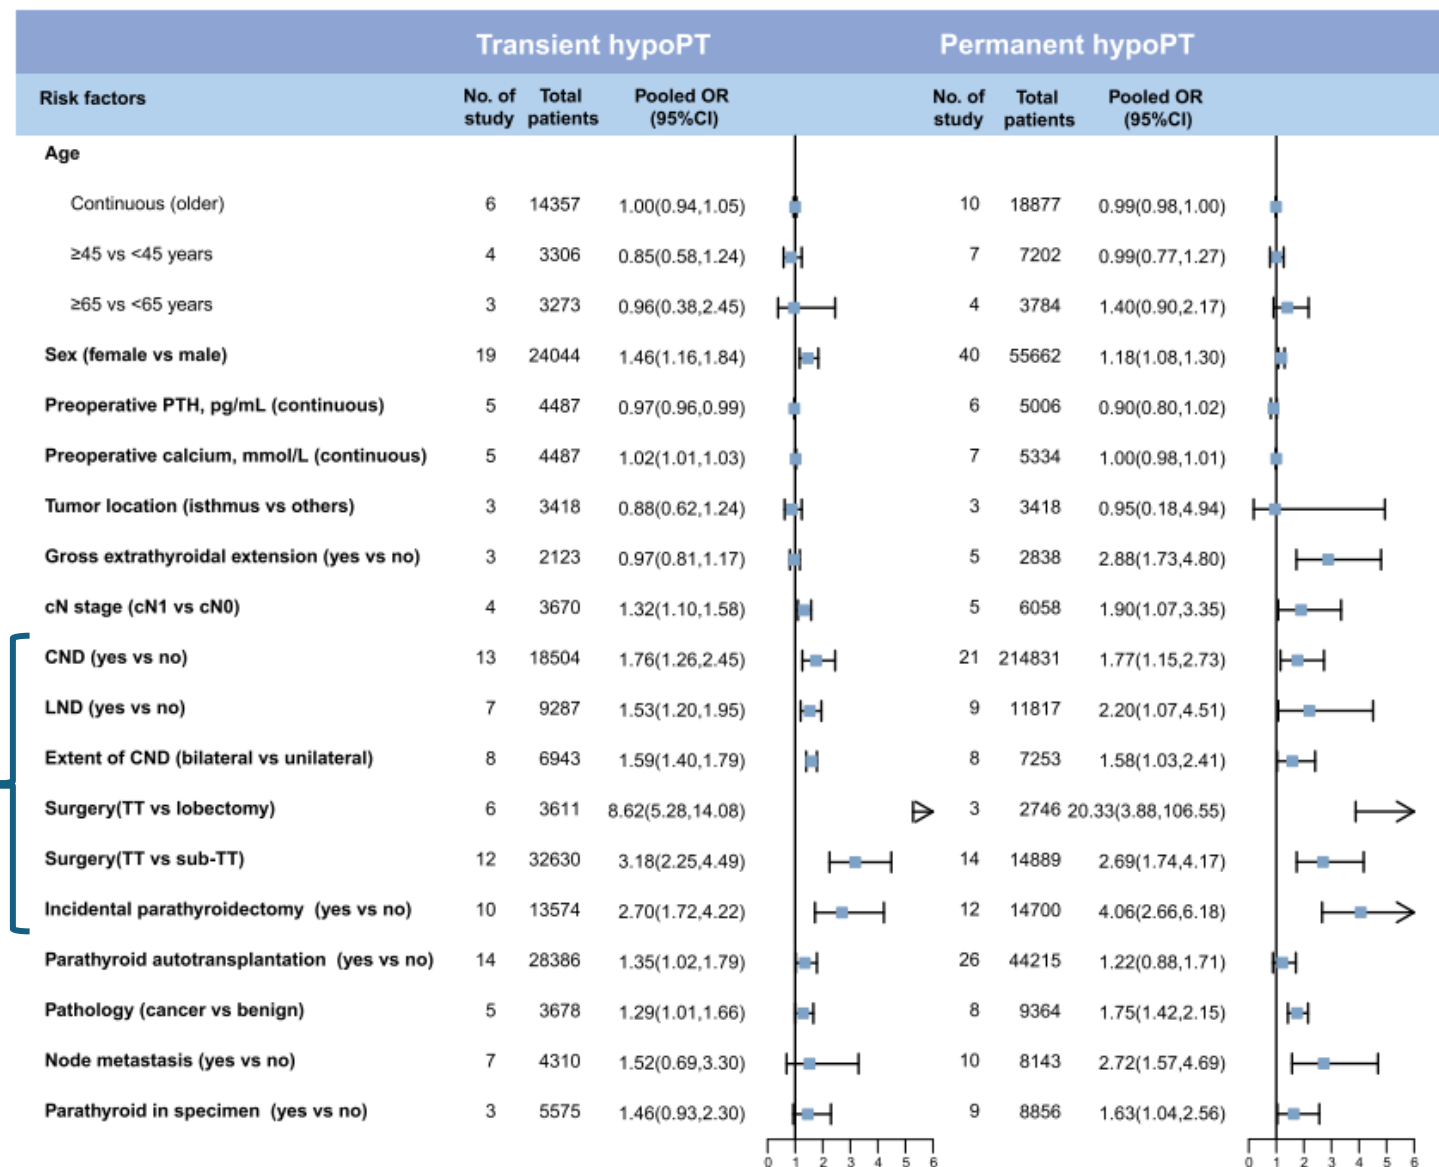 Transient hypoPT Permanent hypoPT
Risk factors No. of study Total patients Pooled OR (95%CI) No. of study Total patients Pooled OR (95%CI)
Age
Continuous (older) 6 14357 1.00(0.94,1.05) 10 18877 0.99(0.98,1.00)
≥45 vs <45 years 4 3306 0.85(0.58,1.24) 7 7202 0.99(0.77,1.27)
≥65 vs <65 years 3 3273 0.96(0.38,2.45) 4 3784 1.40(0.90,2.17)
Sex (female vs male) 19 24044 1.46(1.16,1.84) 40 55662 1.18(1.08,1.30)
Preoperative PTH, pg/mL (continuous) 5 4487 0.97(0.96,0.99) 6 5006 0.90(0.80,1.02)
Preoperative calcium, mmol/L (continuous) 5 4487 1.02(1.01,1.03) 7 5334 1.00(0.98,1.01)
Tumor location (isthmus vs others) 3 3418 0.88(0.62,1.24) 3 3418 0.95(0.18,4.94)
Gross extrathyroidal extension (yes vs no) 3 2123 0.97(0.81,1.17) 5 2838 2.88(1.73,4.80)
cN stage (cN1 vs cN0) 4 3670 1.32(1.10,1.58) 5 6058 1.90(1.07,3.35)
CND (yes vs no) 13 18504 1.76(1.26,2.45) 21 214831 1.77(1.15,2.73)
LND (yes vs no) 7 9287 1.53(1.20,1.95) 9 11817 2.20(1.07,4.51)
Extent of CND (bilateral vs unilateral) 8 6943 1.59(1.40,1.79) 8 7253 1.58(1.03,2.41)
Surgery(TT vs lobectomy) 6 3611 8.62(5.28,14.08) 3 2746 20.33(3.88,106.55)
Surgery(TT vs sub-TT) 12 32630 3.18(2.25,4.49) 14 14889 2.69(1.74,4.17)
Incidental parathyroidectomy (yes vs no) 10 13574 2.70(1.72,4.22) 12 14700 4.06(2.66,6.18)
Parathyroid autotransplantation (yes vs no) 14 28386 1.35(1.02,1.79) 26 44215 1.22(0.88,1.71)
Pathology (cancer vs benign) 5 3678 1.29(1.01,1.66) 8 9364 1.75(1.42,2.15)
Node metastasis (yes vs no) 7 4310 1.52(0.69,3.30) 10 8143 2.72(1.57,4.69)
Parathyroid in specimen (yes vs no) 3 5575 1.46(0.93,2.30) 9 8856 1.63(1.04,2.56)
0 1 2 3 4 5 6 0 1 2 3 4 5 6